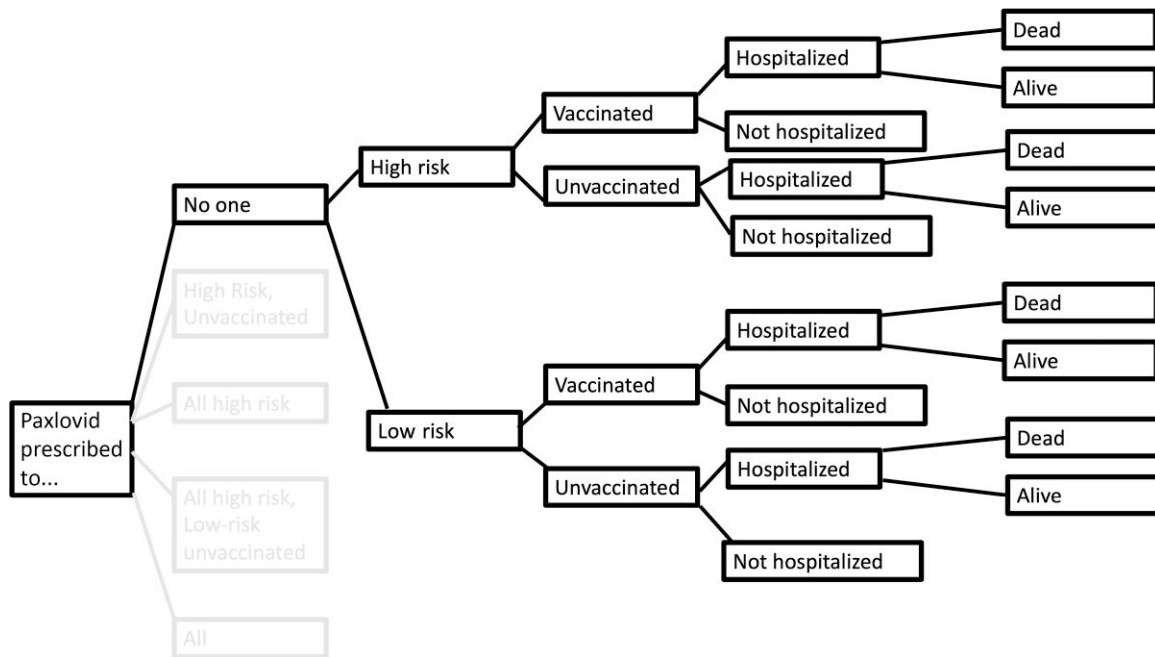 Dead
Hospitalized
Alive
Vaccinated
Not hospitalized
High risk
Dead
Unvaccinated
Hospitalized
No one
Alive
Not hospitalized
High Risk,
Unvaccinated
Dead
Hospitalized
Alive
Vaccinated
All high risk
Not hospitalized
Paxlovid
prescribed
to...
Low risk
Dead
Hospitalized
Unvaccinated
Alive
All high risk,
Low-risk
unvaccinated
Not hospitalized
All